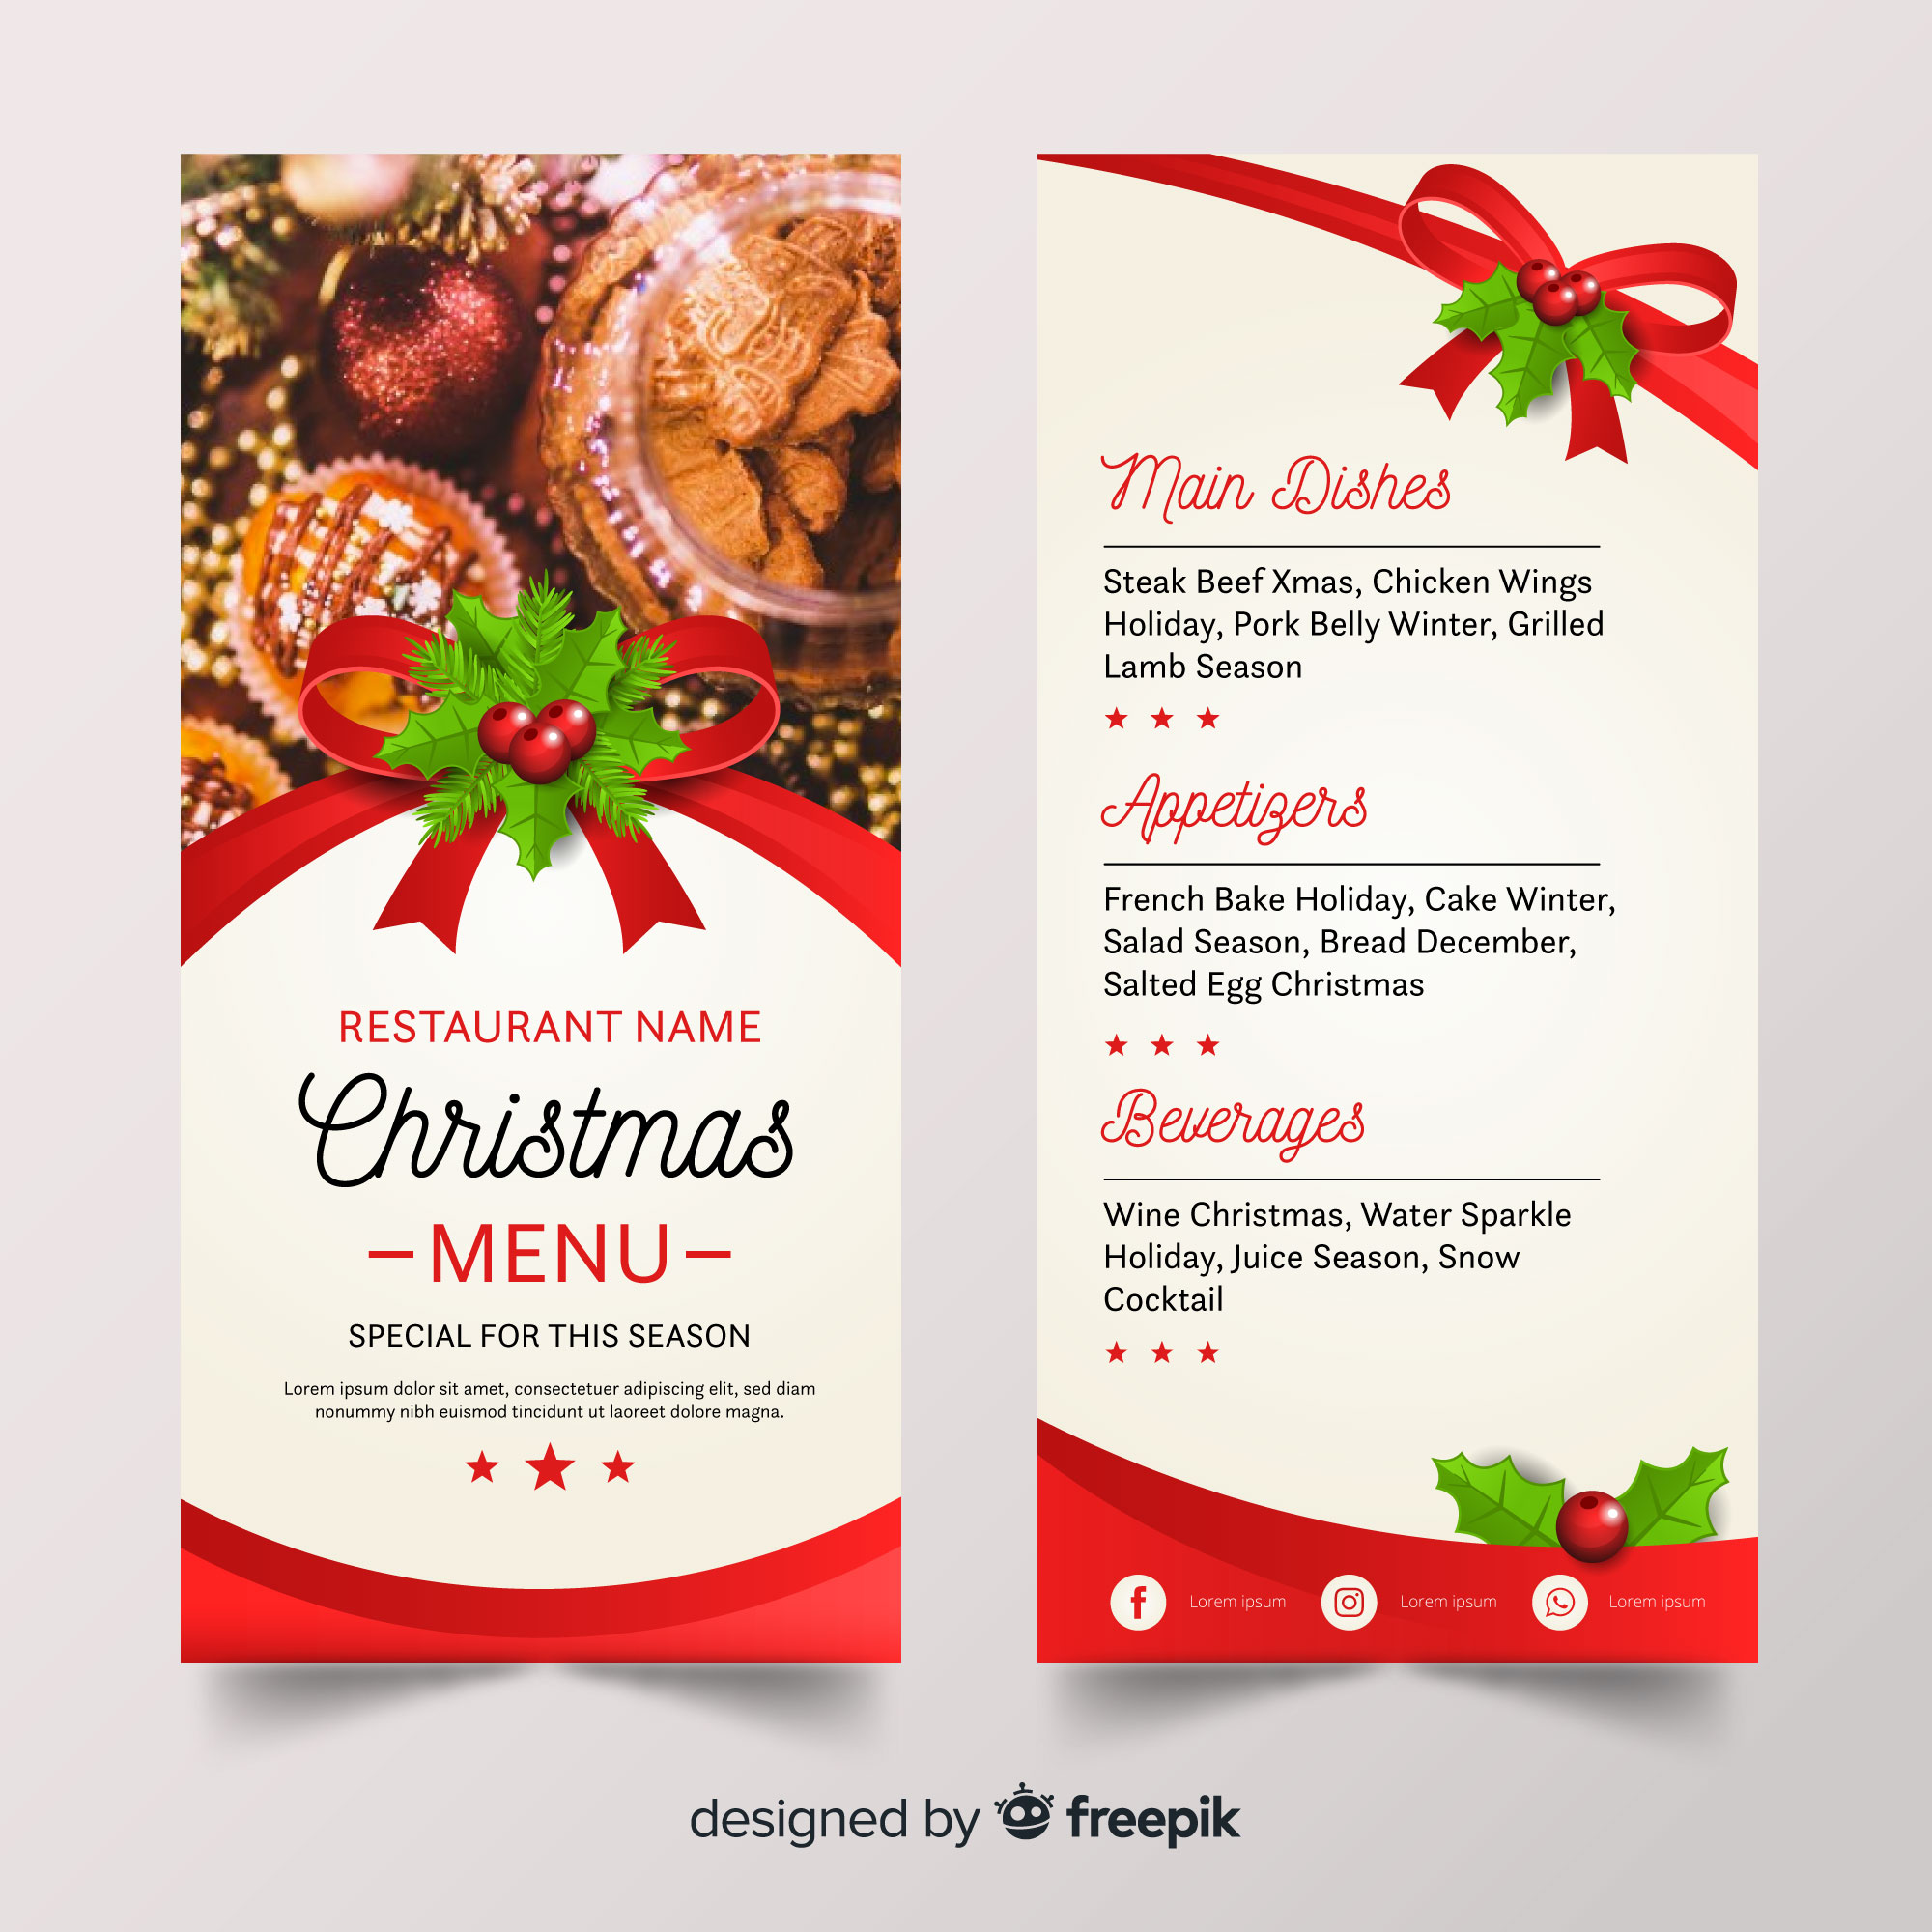 RESTAURANT NAME
Christmas
MENU
SPECIAL FOR THIS SEASON
Lorem ipsum dolor sit amet, consectetuer adipiscing elit, sed diam
nonummy nibh euismod tincidunt ut laoreet dolore magna.
Main Dishes
Steak Beef Xmas, Chicken Wings
Holiday, Pork Belly Winter, Grilled
Lamb Season
Appetizers
French Bake Holiday, Cake Winter,
Salad Season, Bread December,
Salted Egg Christmas
Beverages
Wine Christmas, Water Sparkle
Holiday, Juice Season, Snow
Cocktail
Lorem ipsum Lorem ipsum Lorem ipsum
designed by freepik